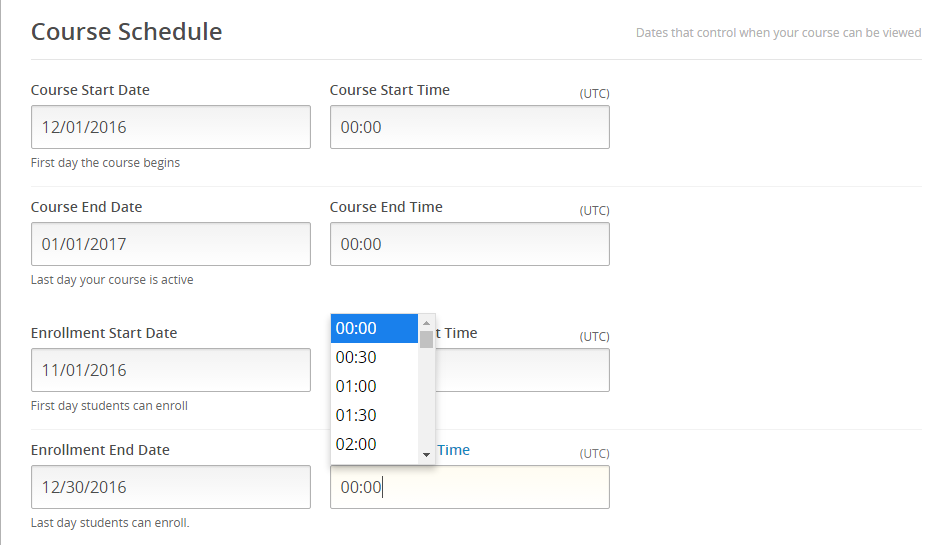 Course Schedule
Dates that control when your course can be viewed
Course Start Date
Course Start Time
(UTC)
12/01/2016
00:00
First day the course begins
Course End Date
Course End Time
(UTC)
01/01/2017
00:00
Last day your course is active
Enrollment Start Date
t Time
(UTC)
11/01/2016
First day students can enroll
00:00
00:30
01:00
01:30
02:00
Enrollment End Date
Time
(UTC)
12/30/2016
00:00
Last day students can enroll.